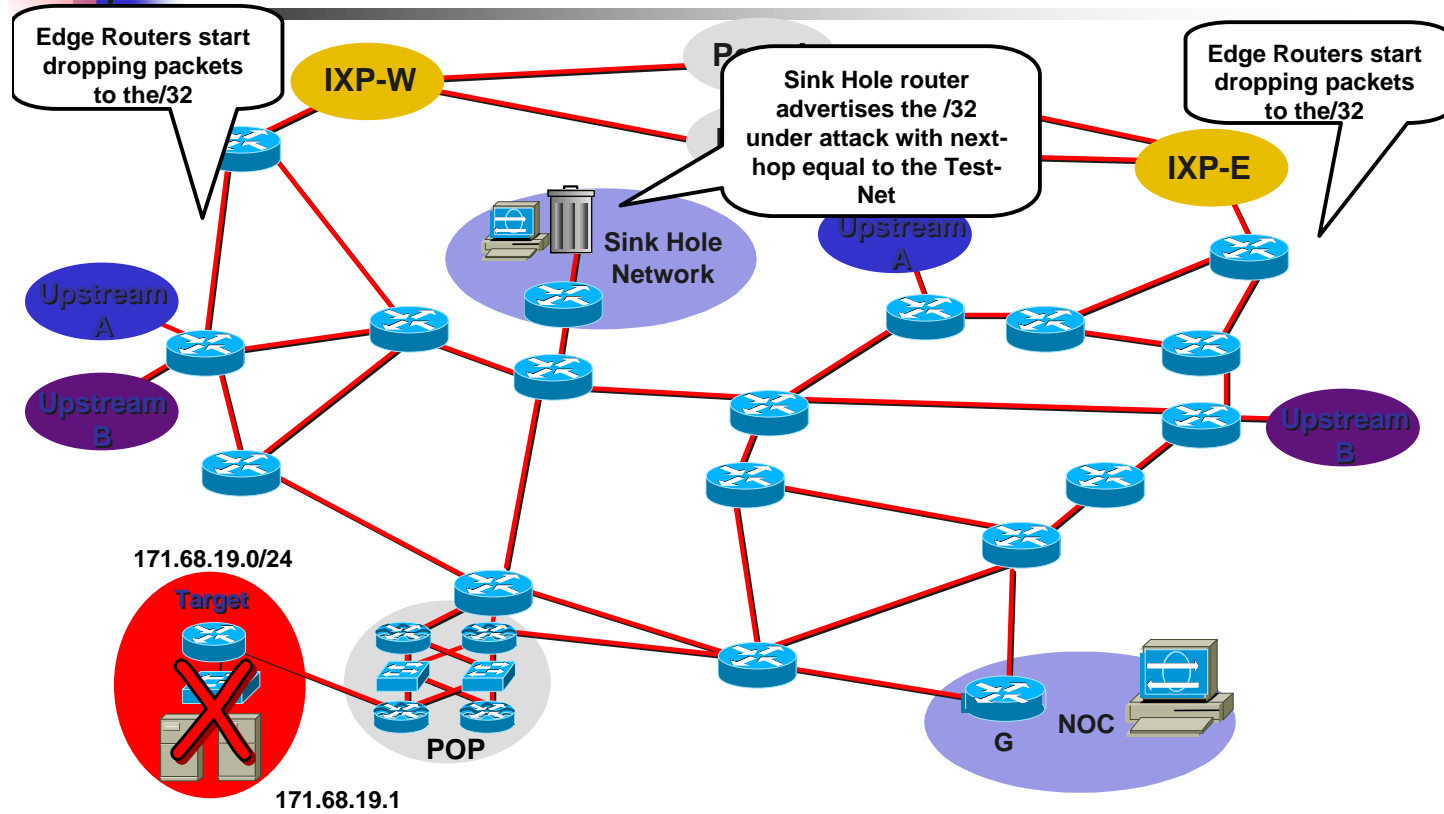 Edge Routers start
dropping packets
to the/32
IXP-W
Sink Hole router
advertises the /32
under attack with next-
hop equal to the Test-
Net
Edge Routers start
dropping packets
to the/32
IXP-E
Sink Hole
Network
Upstream
A
Upstream
A
Upstream
B
Upstream
B
171.68.19.0/24
Target
POP
G
NOC
171.68.19.1